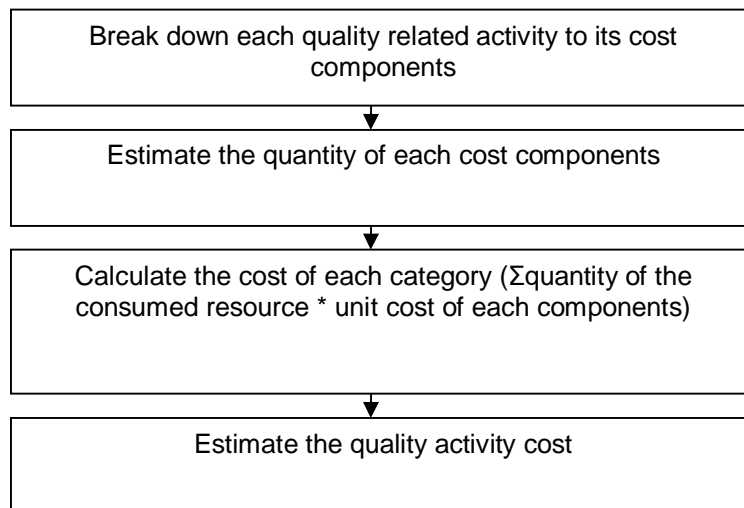 Break down each quality related activity to its cost
components
Estimate the quantity of each cost components
Calculate the cost of each category (Σquantity of the
consumed resource * unit cost of each components)
Estimate the quality activity cost